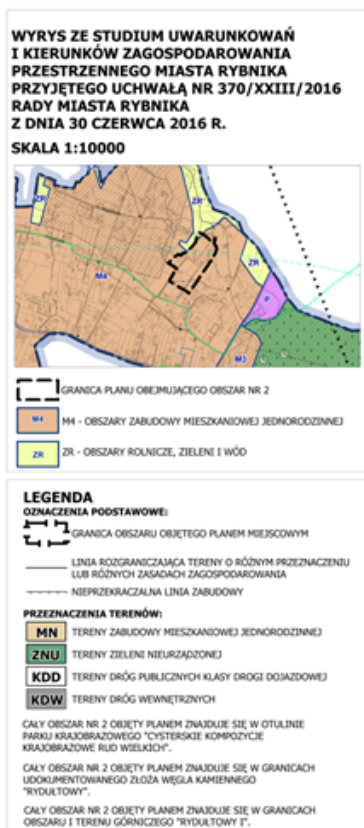 WYRYS ZE STUDIUM UWARUNKOWAŃ
I KIERUNKÓW ZAGOSPODAROWANIA
PRZESTRZENNEGO MIASTA RYBNIKA
PRZYJĘTEGO UCHWAŁĄ NR 370/XXIII/2016
RADY MIASTA RYBNIKA
Z DNIA 30 CZERWCA 2016 R.
SKALA 1:10000
ZR
M4
ZR
P
M3
GRANICA PLANU OBEJMUJĄCEGO OBSZAR NR 2
M4 M4 - OBSZARY ZABUDOWY MIESZKANIOWEJ JEDNORODZINNEJ
ZR ZR - OBSZARY ROLNICZE, ZIELENI I WÓD
LEGENDA
OZNACZENIA PODSTAWOWE:
GRANICA OBSZARU OBJĘTEGO PLANEM MIEJSCOWYM
LINIA ROZGRANICZAJĄCA TERENY O RÓŻNYM PRZEZNACZENIU
LUB RÓŻNYCH ZASADACH ZAGOSPODAROWANIA
NIEPRZEKRACZALNA LINIA ZABUDOWY
PRZEZNACZENIA TERENÓW:
MN TERENY ZABUDOWY MIESZKANIOWEJ JEDNORODZINNEJ
ZNU TERENY ZIELENI NIEURZĄDZONEJ
KDD TERENY DRÓG PUBLICZNYCH KLASY DROGI DOJAZDOWEJ
KDW TERENY DRÓG WEWNĘTRZNYCH
CAŁY OBSZAR NR 2 OBJĘTY PLANEM ZNAJDUJE SIĘ W OTULINIE
PARKU KRAJOBRAZOWEGO "CYSTERSKIE KOMPOZYCJE
KRAJOBRAZOWE RUD WIELKICH".
CAŁY OBSZAR NR 2 OBJĘTY PLANEM ZNAJDUJE SIĘ W GRANICACH
UDOKUMENTOWANEGO ZŁOŻA WĘGLA KAMIENNEGO
"RYDUŁTOWY".
CAŁY OBSZAR NR 2 OBJĘTY PLANEM ZNAJDUJE SIĘ W GRANICACH
OBSZARU I TERENU GÓRNICZEGO "RYDUŁTOWY I".